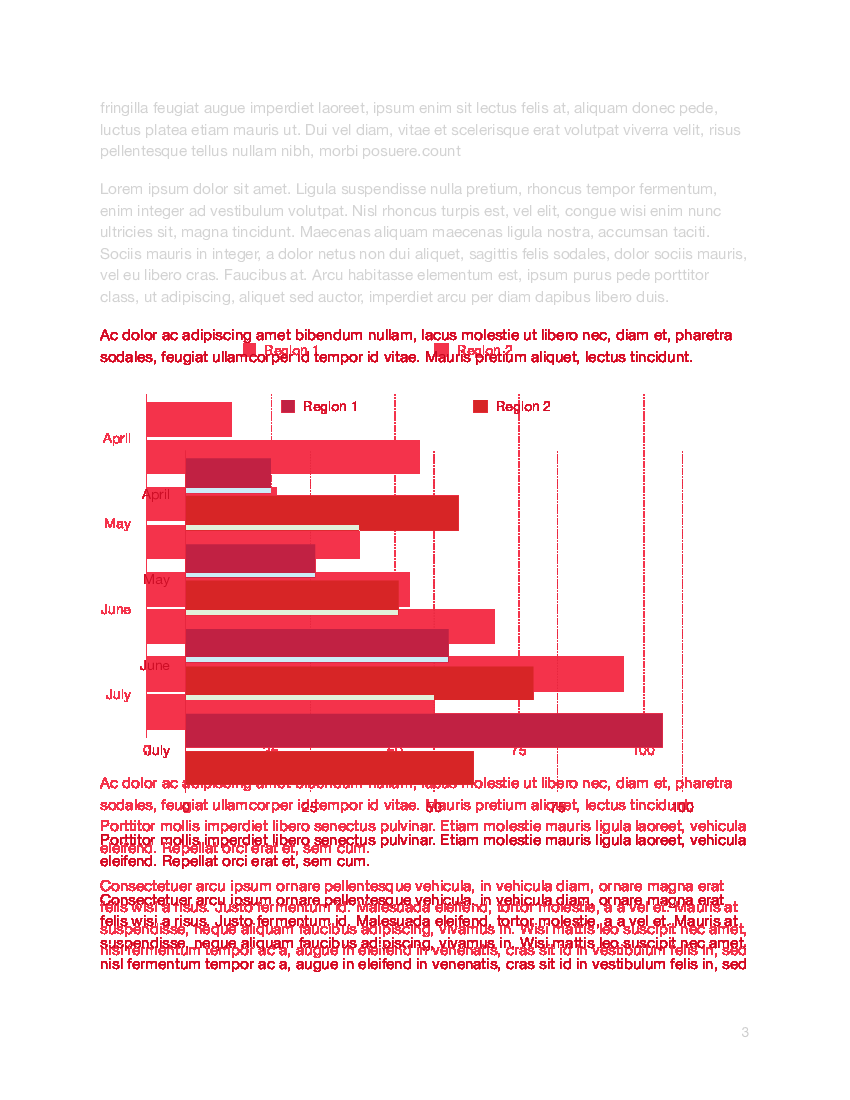 fringilla feugiat augue imperdiet laoreet, ipsum enim sit lectus felis at, aliquam donec pede,
luctus platea etiam mauris ut. Dui vel diam, vitae et scelerisque erat volutpat viverra velit, risus
pellentesque tellus nullam nibh, morbi posuere.count
Lorem ipsum dolor sit amet. Ligula suspendisse nulla pretium, rhoncus tempor fermentum,
enim integer ad vestibulum volutpat. Nisl rhoncus turpis est, vel elit, congue wisi enim nunc
ultricies sit, magna tincidunt. Maecenas aliquam maecenas ligula nostra, accumsan taciti.
Sociis mauris in integer, a dolor netus non dui aliquet, sagittis felis sodales, dolor sociis mauris,
vel eu libero cras. Faucibus at. Arcu habitasse elementum est, ipsum purus pede porttitor
class, ut adipiscing, aliquet sed auctor, imperdiet arcu per diam dapibus libero duis.
Ac dolor ac adipiscing amet bibendum nullam, lacus molestie ut libero nec, diam et, pharetra
Region 1 Region 2
sodales, feugiat ullamcorper id tempor id vitae. Mauris pretium aliquet, lectus tincidunt.
Region 1 Region 2
April
April
May
May
June
June
July
July
0 25 50 75 100
Ac dolor ac adipiscing amet bibendum nullam, lacus molestie ut libero nec, diam et, pharetra
sodales, feugiat ullamcorper id tempor id vitae. Mauris pretium aliquet, lectus tincidunt.
0 25 50 75 100
Porttitor mollis imperdiet libero senectus pulvinar. Etiam molestie mauris ligula laoreet, vehicula
Porttitor mollis imperdiet libero senectus pulvinar. Etiam molestie mauris ligula laoreet, vehicula
eleifend. Repellat orci erat et, sem cum.
eleifend. Repellat orci erat et, sem cum.
Consectetuer arcu ipsum ornare pellentesque vehicula, in vehicula diam, ornare magna erat
Consectetuer arcu ipsum ornare pellentesque vehicula, in vehicula diam, ornare magna erat
felis wisi a risus. Justo fermentum id. Malesuada eleifend, tortor molestie, a a vel et. Mauris at
felis wisi a risus. Justo fermentum id. Malesuada eleifend, tortor molestie, a a vel et. Mauris at
suspendisse, neque aliquam faucibus adipiscing, vivamus in. Wisi mattis leo suscipit nec amet,
suspendisse, neque aliquam faucibus adipiscing, vivamus in. Wisi mattis leo suscipit nec amet,
nisl fermentum tempor ac a, augue in eleifend in venenatis, cras sit id in vestibulum felis in, sed
nisl fermentum tempor ac a, augue in eleifend in venenatis, cras sit id in vestibulum felis in, sed
3